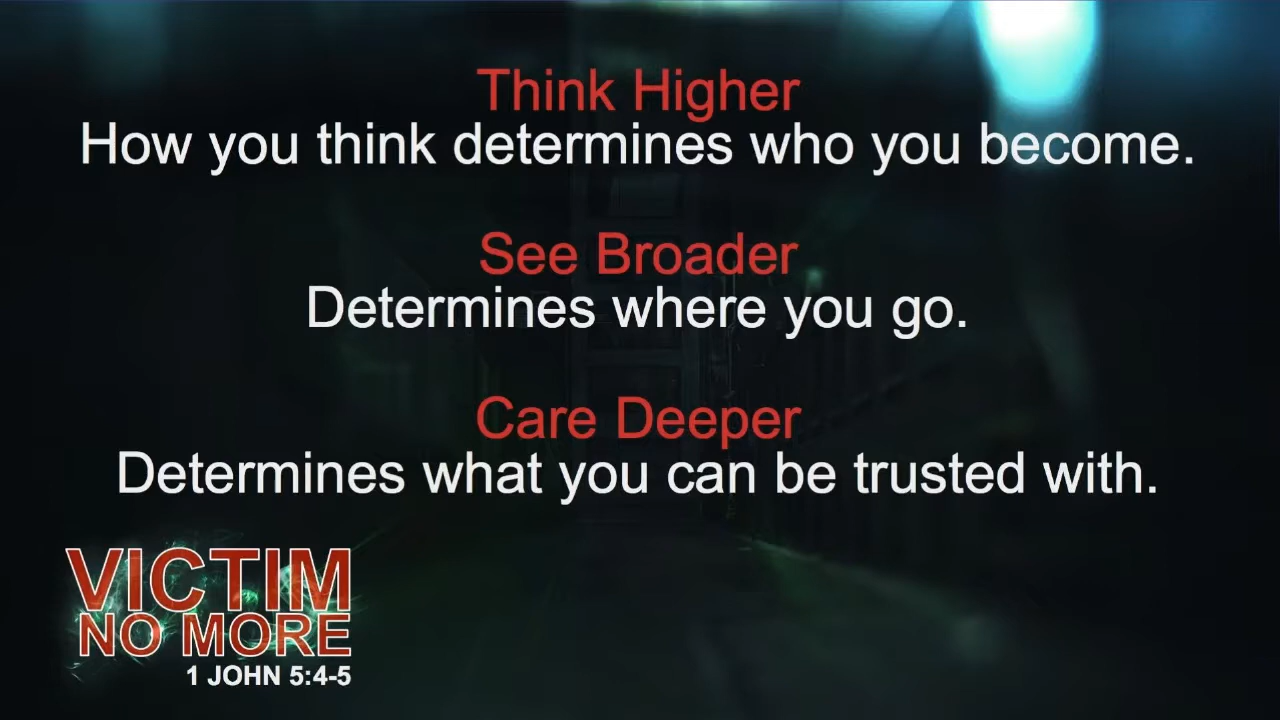 Think Higher
How you think determines who you become.
See Broader
Determines where you go.
Care Deeper
Determines what you can be trusted with.
VICTIM
NO MORE
1 JOHN 5:4-5